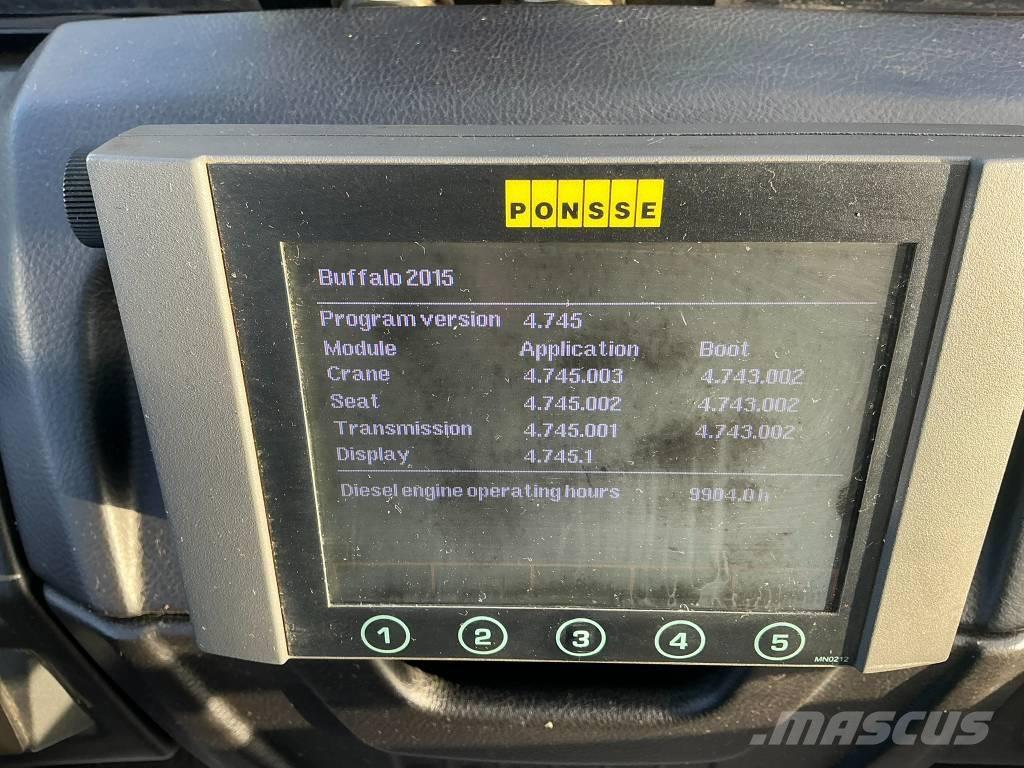 PONSSE
Buffalo 2015
Program version 4.745
Module Application Boot
Crane 4.745.003 4.743.002
Seat 4.745.002 4.743.002
Transmission 4.745.001 4.743.002
Display 4.745.1
Diesel engine operating hours 9904.0 h
1 2 3 4 5
MN0212
MASCUS